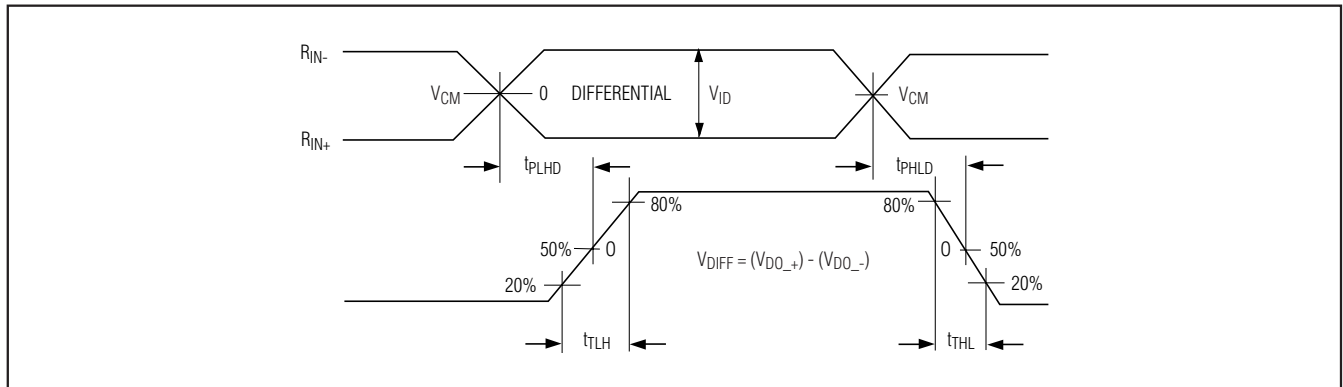 RIN-
VCM
0
DIFFERENTIAL
VID
VCM
RIN+
tPLHD
tPHLD
80%
80%
50%
0
VDIFF = (VDO_+) - (VDO_-)
0
50%
20%
20%
tTLH
tTHL